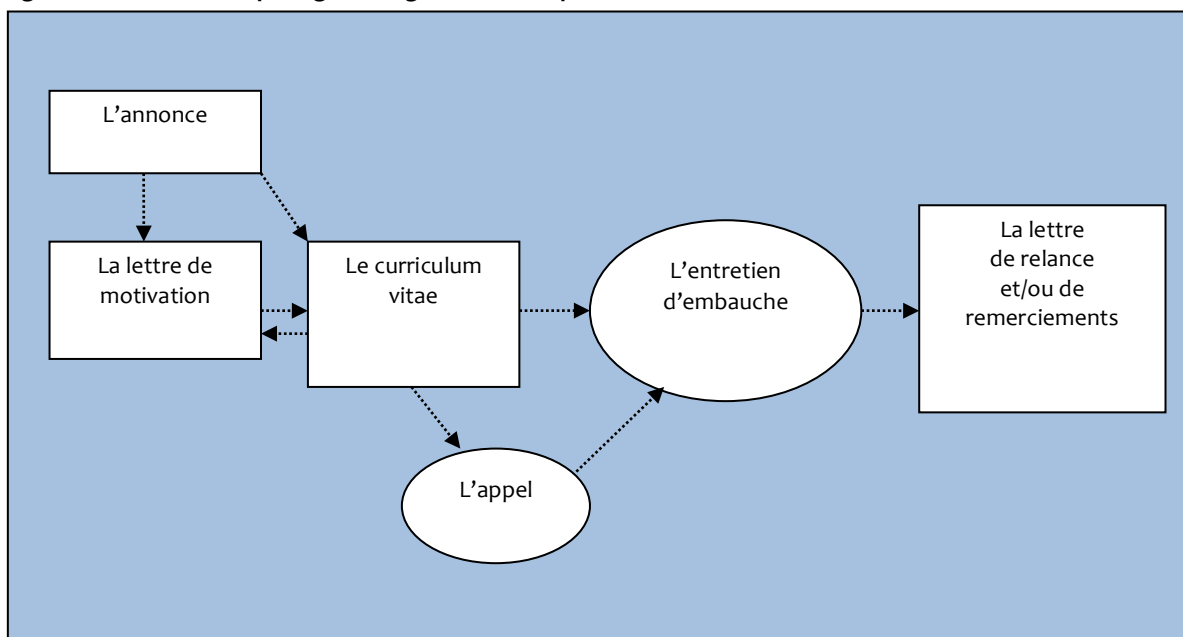 L'annonce
La lettre de
motivation
Le curriculum
vitae
L'entretien
d'embauche
La lettre
de relance
et/ou de
remerciements
L'appel